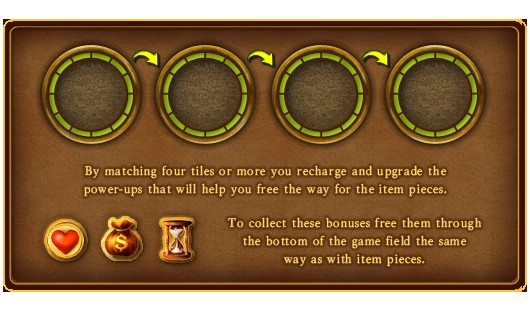 By matching four tiles or more you recharge and upgrade the
power-ups that will help you free the way for the item pieces.
To collect these bonuses free them through
the bottom of the game field the same
way as with item pieces.